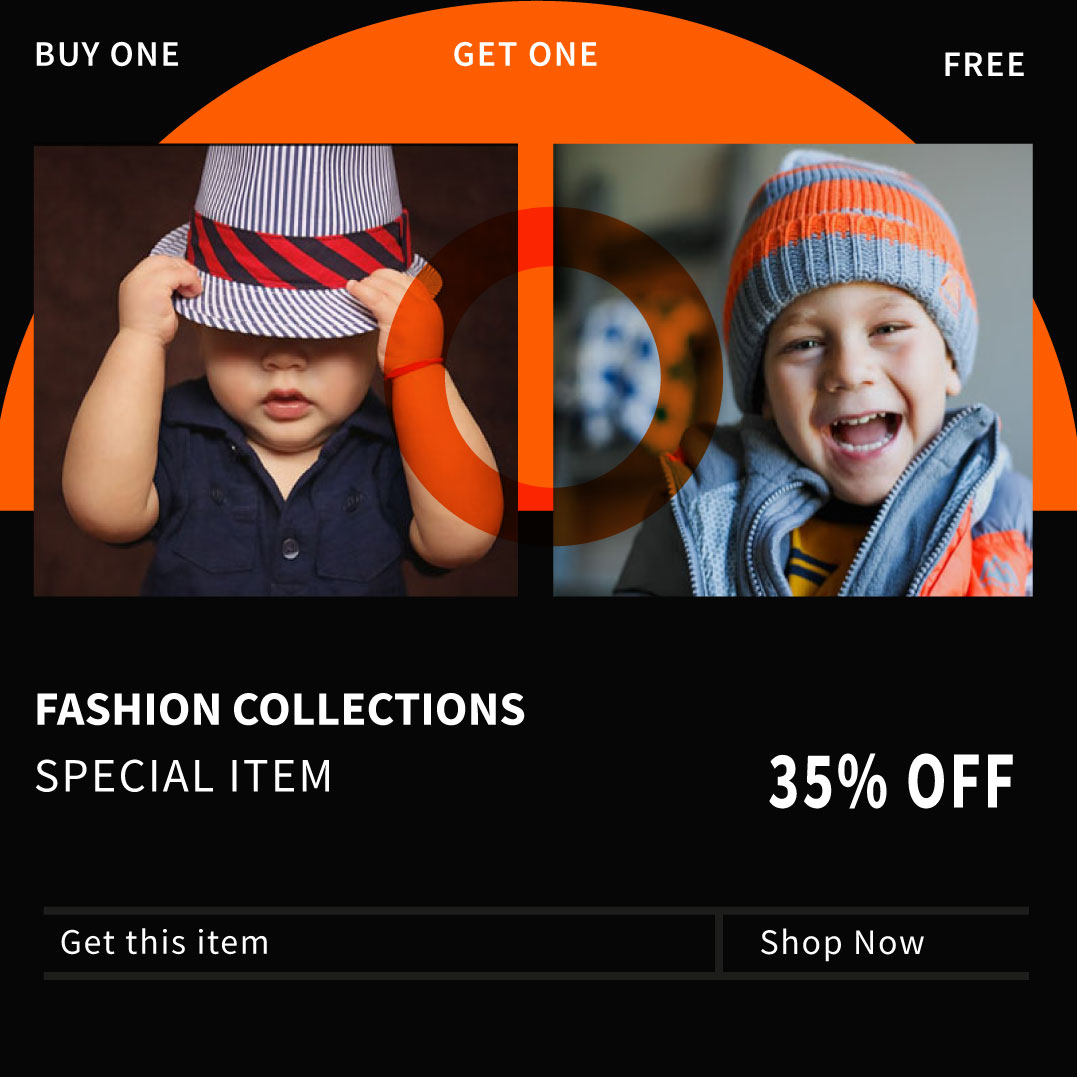 BUY ONE
GET ONE
FREE
FASHION COLLECTIONS
SPECIAL ITEM
35% OFF
Get this item
Shop Now